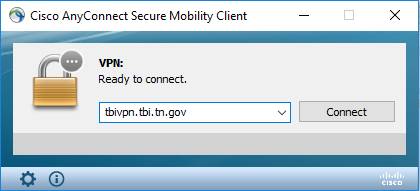 Cisco AnyConnect Secure Mobility Client
VPN:
Ready to connect.
tbivpn.tbi.tn.gov
Connect
cisco